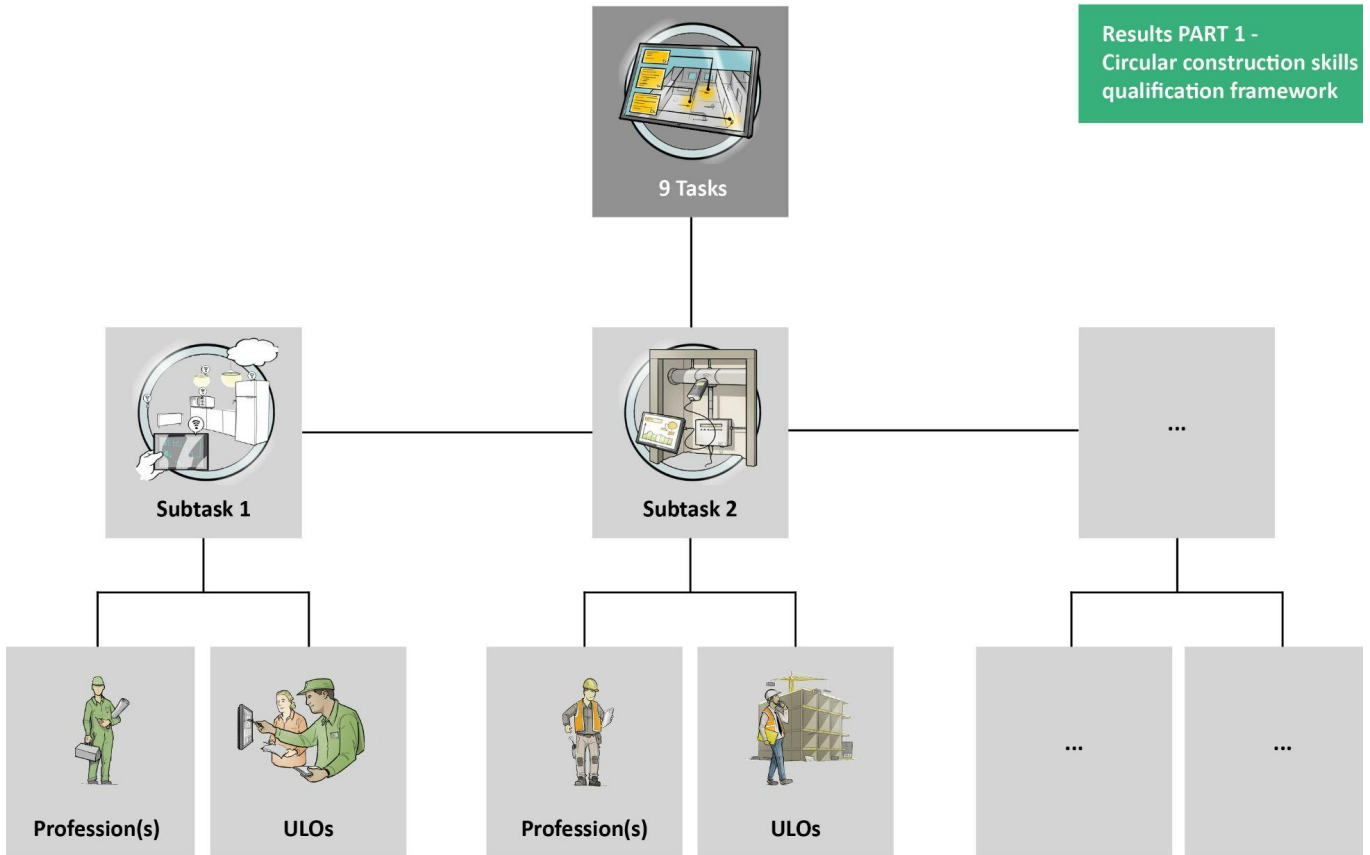 Results PART 1 -
Circular construction skills
qualification framework
9 Tasks
Subtask 1
Subtask 2
...
Profession(s)
ULOs
Profession(s)
ULOs
...
...